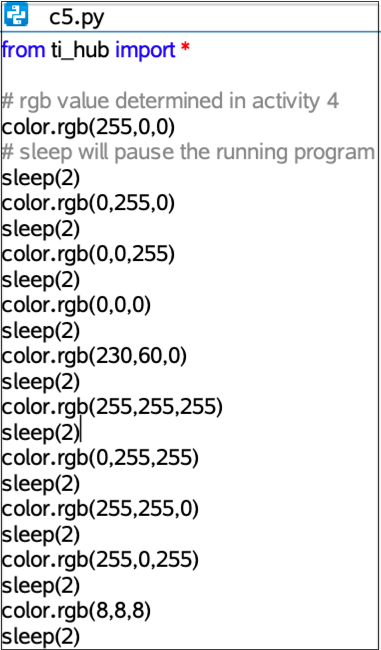 c5.py
from ti_hub import *
# rgb value determined in activity 4
color.rgb(255,0,0)
# sleep will pause the running program
sleep(2)
color.rgb(0,255,0)
sleep(2)
color.rgb(0,0,255)
sleep(2)
color.rgb(0,0,0)
sleep(2)
color.rgb(230,60,0)
sleep(2)
color.rgb(255,255,255)
sleep(2)
color.rgb(0,255,255)
sleep(2)
color.rgb(255,255,0)
sleep(2)
color.rgb(255,0,255)
sleep(2)
color.rgb(8,8,8)
sleep(2)